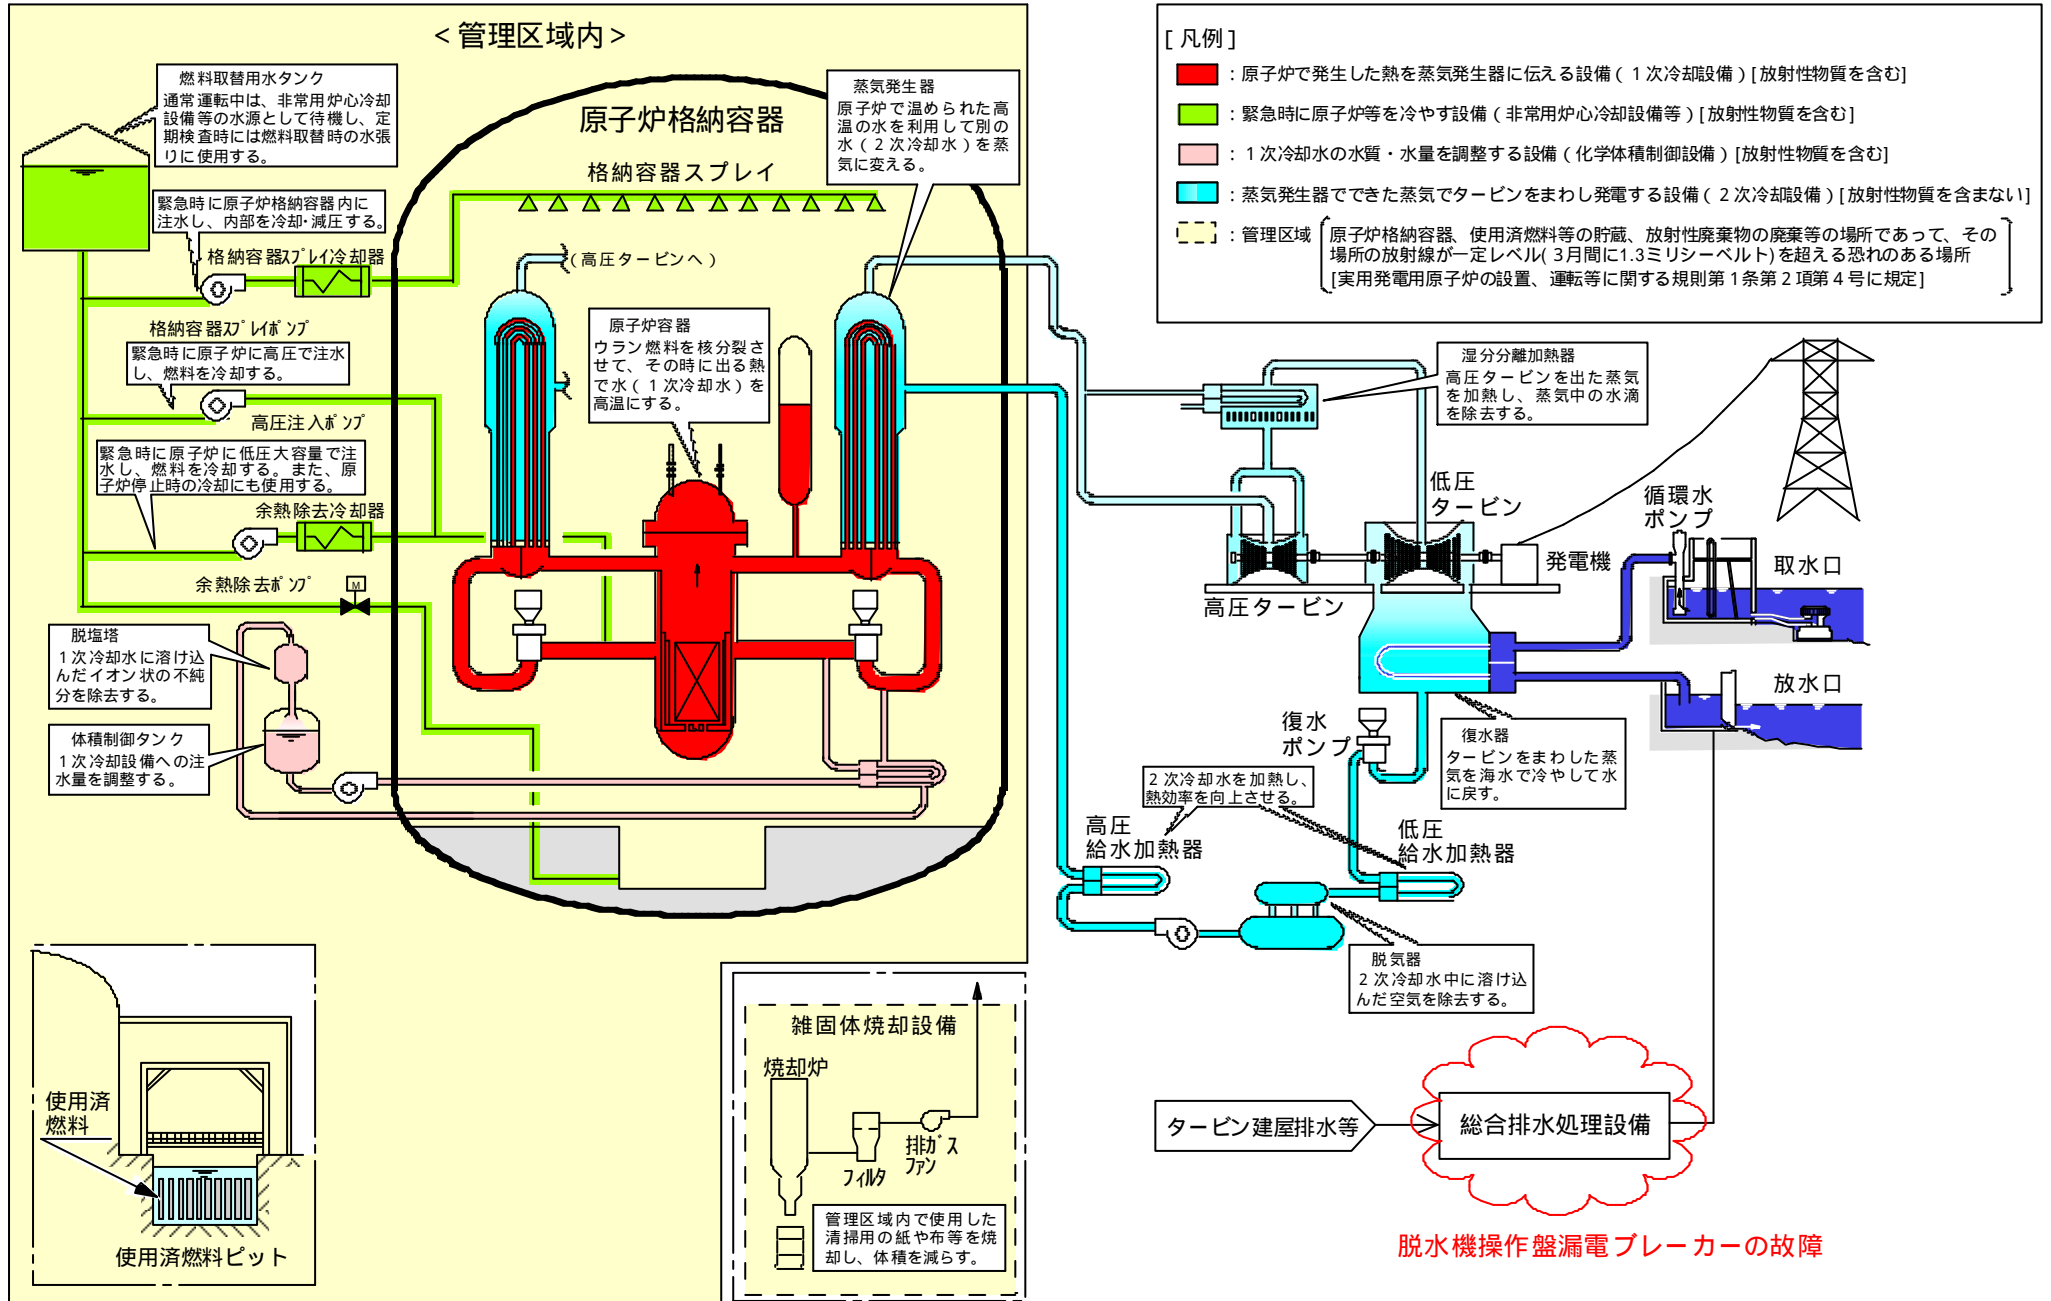 ＜管理区域内＞
燃料取替用水タンク
通常運転中は、非常用炉心冷却
設備等の水源として待機し、定
期検査時には燃料取替時の水張
りに使用する。
緊急時に原子炉格納容器内に
注水し、内部を冷却・減圧する。
格納容器スプレイ冷却器
格納容器スプレイポンプ
緊急時に原子炉に高圧で注水
し、燃料を冷却する。
高圧注入ポンプ
緊急時に原子炉に低圧大容量で注
水し、燃料を冷却する。また、原
子炉停止時の冷却にも使用する。
余熱除去冷却器
余熱除去ポンプ
M
脱塩塔
１次冷却水に溶け込
んだイオン状の不純
分を除去する。
体積制御タンク
１次冷却設備への注
水量を調整する。
原子炉格納容器
格納容器スプレイ
蒸気発生器
原子炉で温められた高
温の水を利用して別の
水（２次冷却水）を蒸
気に変える。
（高圧タービンへ）
原子炉容器
ウラン燃料を核分裂さ
せて、その時に出る熱
で水（１次冷却水）を
高温にする。
[凡例]
：原子炉で発生した熱を蒸気発生器に伝える設備（１次冷却設備）[放射性物質を含む]
：緊急時に原子炉等を冷やす設備（非常用炉心冷却設備等）[放射性物質を含む]
：１次冷却水の水質・水量を調整する設備（化学体積制御設備）[放射性物質を含む]
：蒸気発生器でできた蒸気でタービンをまわし発電する設備（２次冷却設備）[放射性物質を含まない]
：管理区域
原子炉格納容器、使用済燃料等の貯蔵、放射性廃棄物の廃棄等の場所であって、その
場所の放射線が一定レベル(３月間に1.3ミリシーベルト)を超える恐れのある場所
[実用発電用原子炉の設置、運転等に関する規則第１条第２項第４号に規定]
湿分分離加熱器
高圧タービンを出た蒸気
を加熱し、蒸気中の水滴
を除去する。
低圧
タービン
高圧タービン
発電機
循環水
ポンプ
取水口
放水口
復水
ポンプ
復水器
タービンをまわした蒸
気を海水で冷やして水
に戻す。
２次冷却水を加熱し、
熱効率を向上させる。
高圧
給水加熱器
低圧
給水加熱器
脱気器
２次冷却水中に溶け込
んだ空気を除去する。
使用済
燃料
使用済燃料ピット
雑固体焼却設備
焼却炉
フィルタ
排ガス
ファン
管理区域内で使用した
清掃用の紙や布等を焼
却し、体積を減らす。
タービン建屋排水等
総合排水処理設備
脱水機操作盤漏電ブレーカーの故障